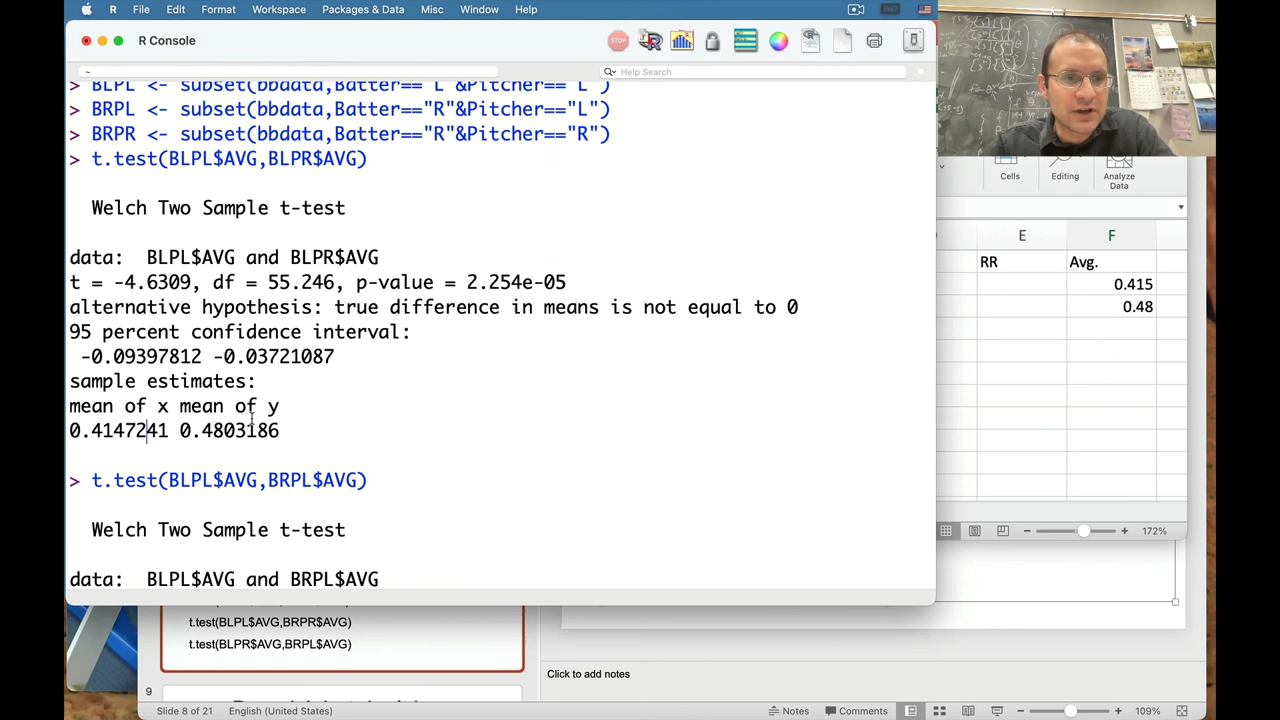 R File Edit Format Workspace Packages & Data Misc Window Help
R Console
STOP
~
Help Search
> BLPL <- subset(bbdata,Batter=="L"&Pitcher=="L")
> BRPL <- subset(bbdata,Batter=="R"&Pitcher=="L")
> BRPR <- subset(bbdata,Batter=="R"&Pitcher=="R")
> t.test(BLPL$AVG,BLPR$AVG)
Welch Two Sample t-test
data: BLPL$AVG and BLPR$AVG
t = -4.6309, df = 55.246, p-value = 2.254e-05
alternative hypothesis: true difference in means is not equal to 0
95 percent confidence interval:
-0.09397812 -0.03721087
sample estimates:
mean of x mean of y
0.4147241 0.4803186
> t.test(BLPL$AVG,BRPL$AVG)
Welch Two Sample t-test
data: BLPL$AVG and BRPL$AVG
Cells Editing Analyze
Data
E F
RR Avg.
0.415
0.48
172%
t.test(BLPL$AVG,BRPR$AVG)
t.test(BLPR$AVG,BRPL$AVG)
9
Click to add notes
Slide 8 of 21 English (United States) Notes Comments 109%